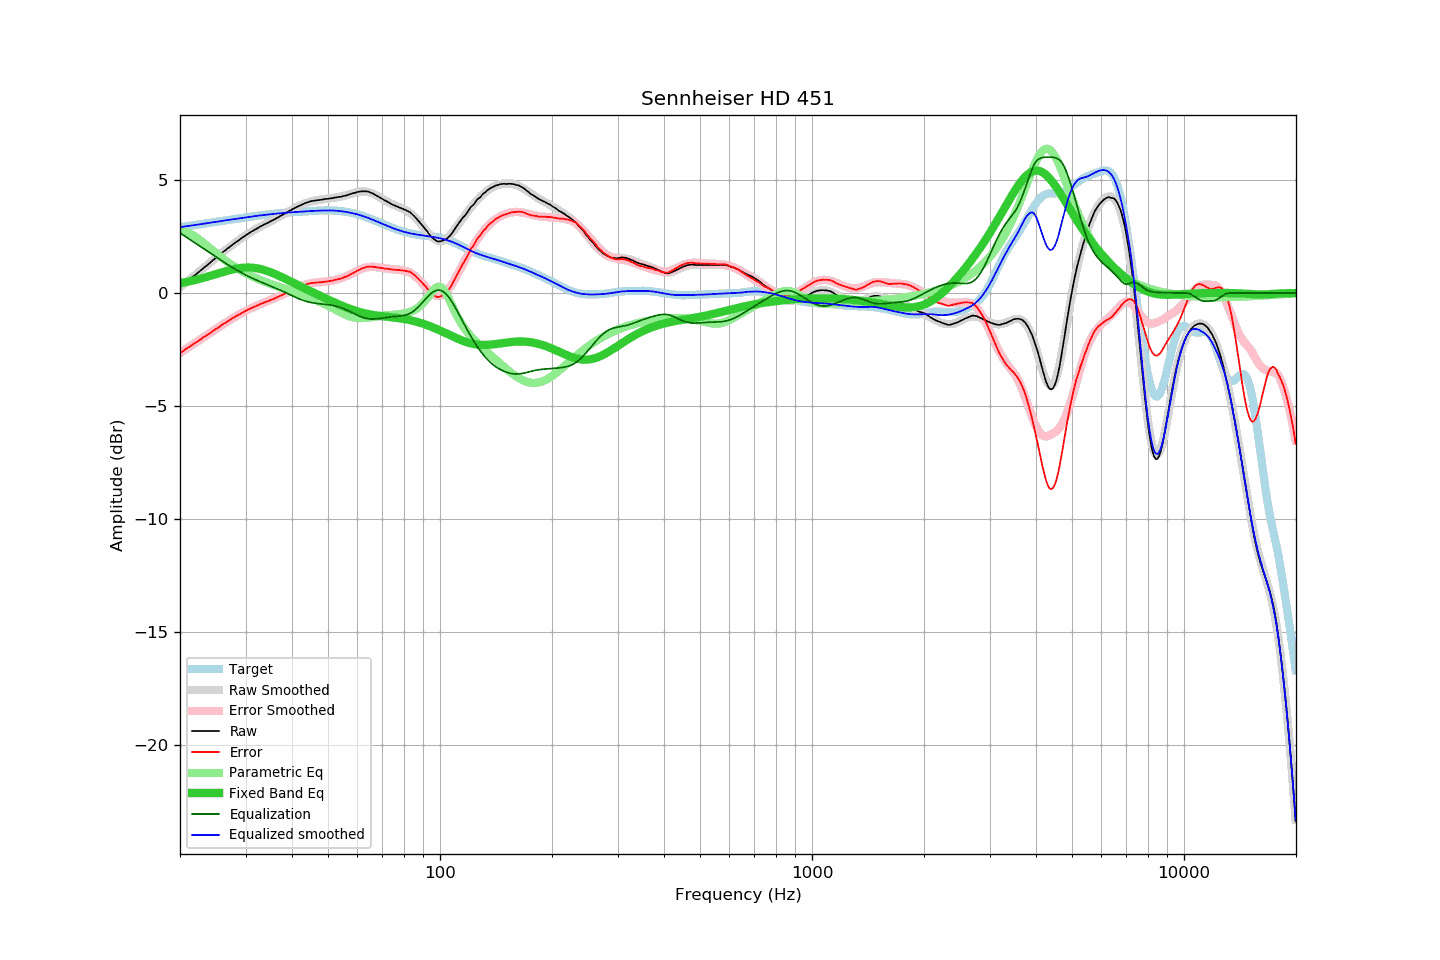 Sennheiser HD 451
Amplitude (dBr)
5
0
−5
−10
−15
−20
Target
Raw Smoothed
Error Smoothed
Raw
Error
Parametric Eq
Fixed Band Eq
Equalization
Equalized smoothed
100
1000
10000
Frequency (Hz)